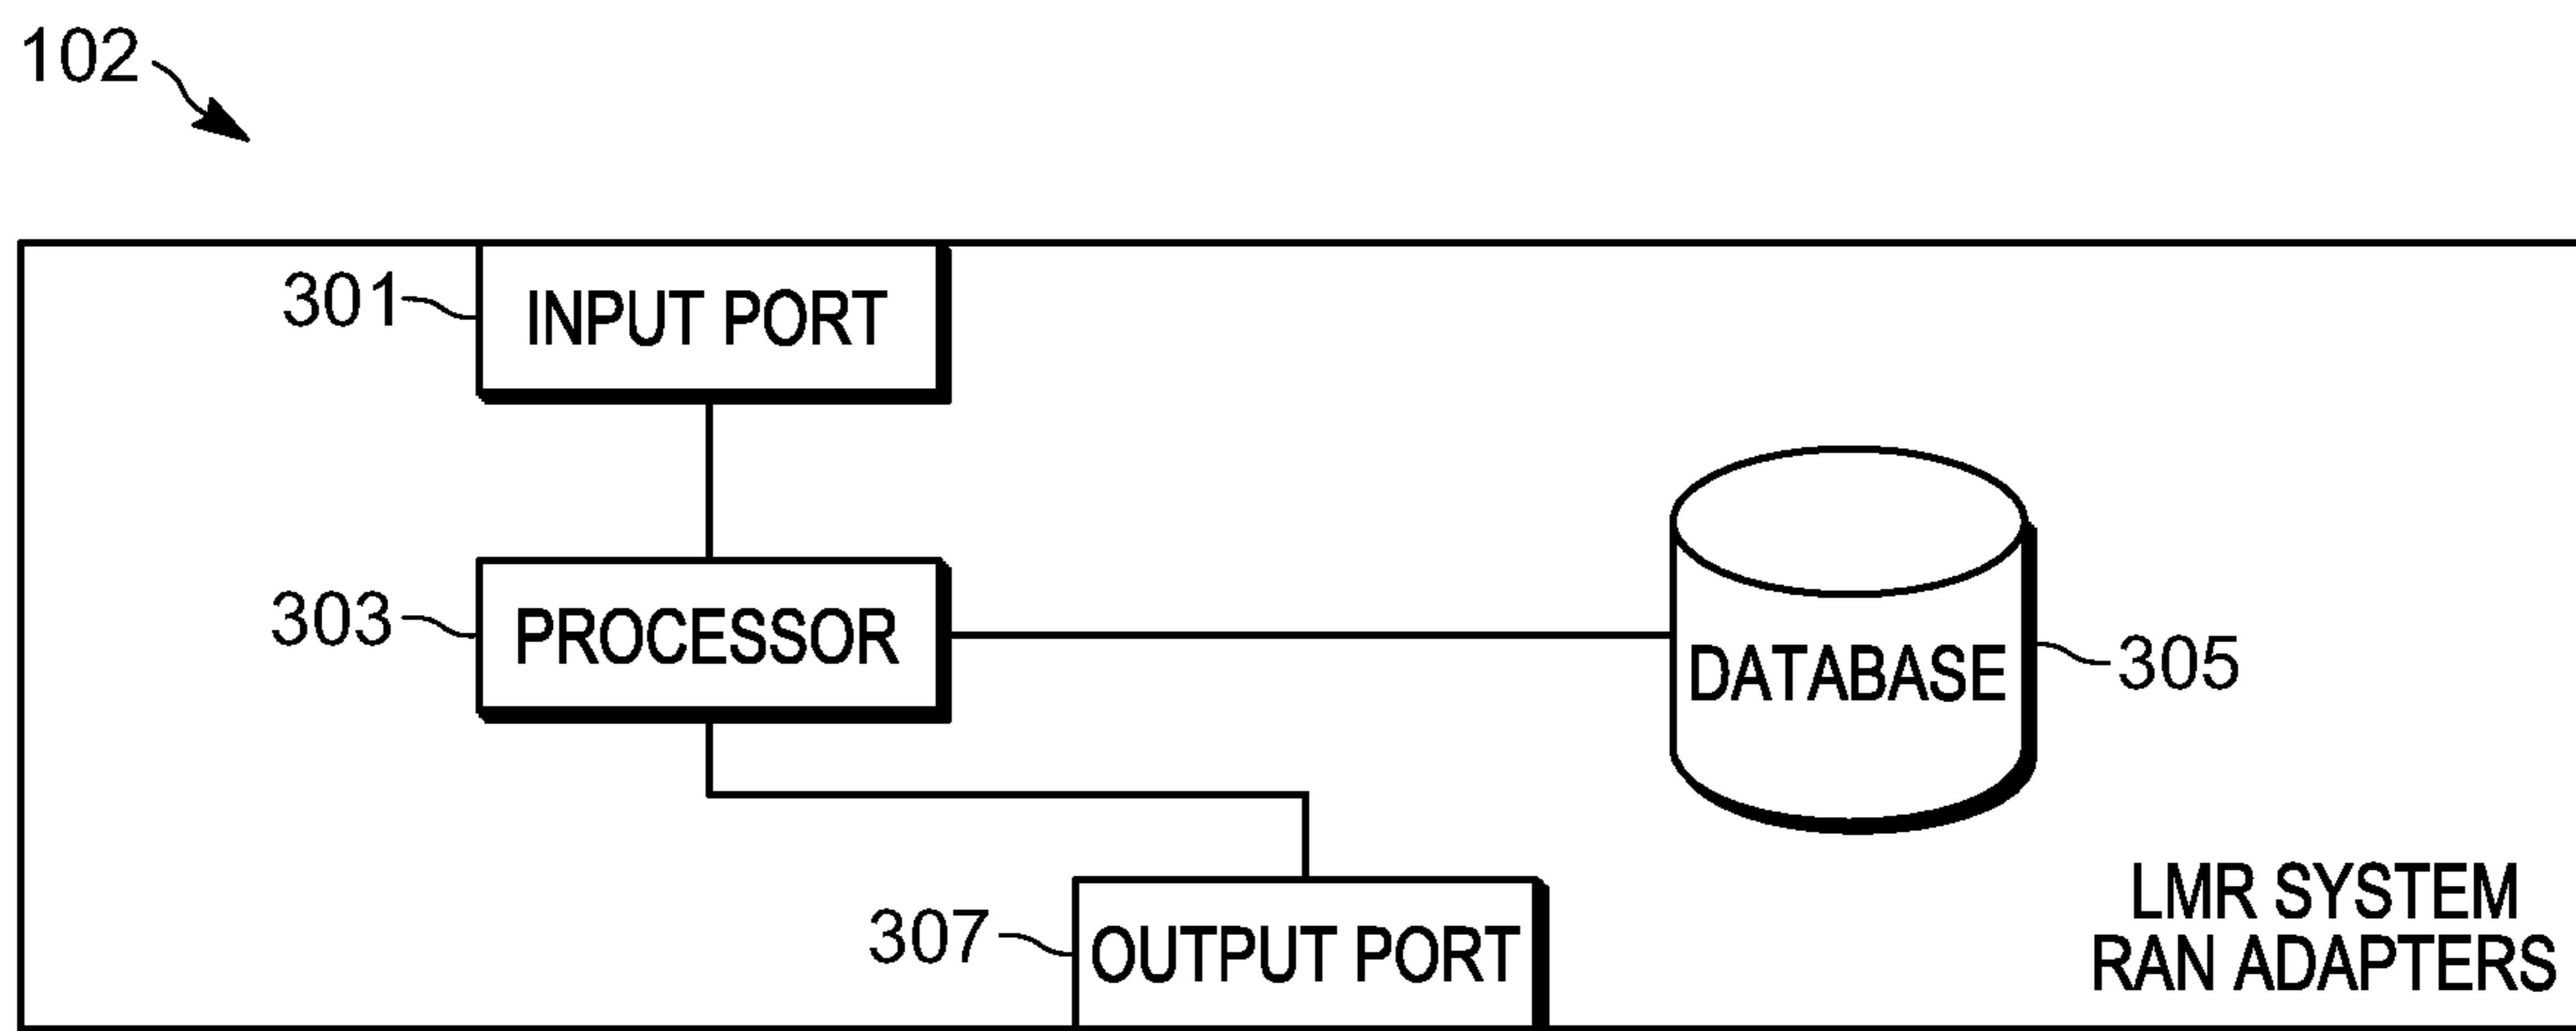 102
301
INPUT PORT
303
PROCESSOR
DATABASE
305
307
OUTPUT PORT
LMR SYSTEM
RAN ADAPTERS